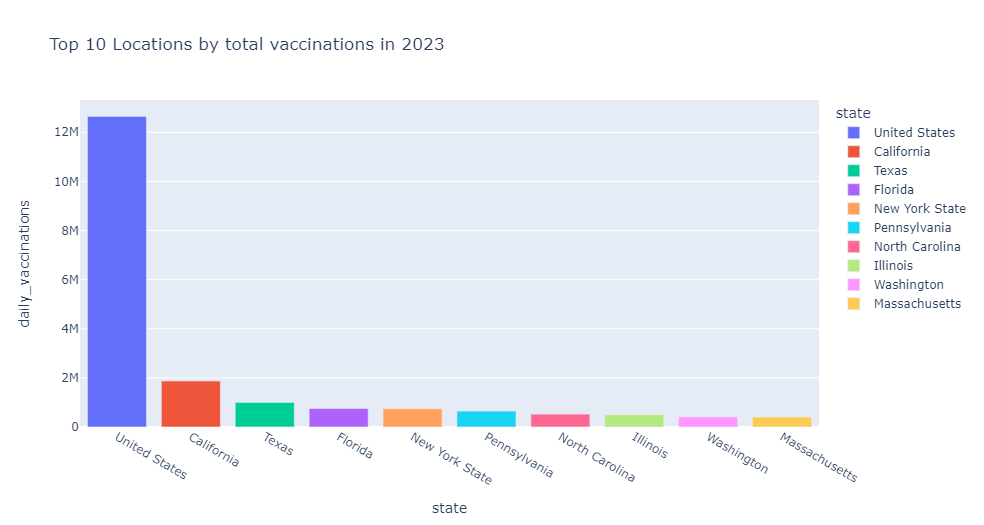 Top 10 Locations by total vaccinations in 2023
daily_vaccinations
12M
10M
8M
6M
4M
2M
0
United States
California
Texas
Florida
New York State
Pennsylvania
North Carolina
Illinois
Washington
Massachusetts
state
state
United States
California
Texas
Florida
New York State
Pennsylvania
North Carolina
Illinois
Washington
Massachusetts